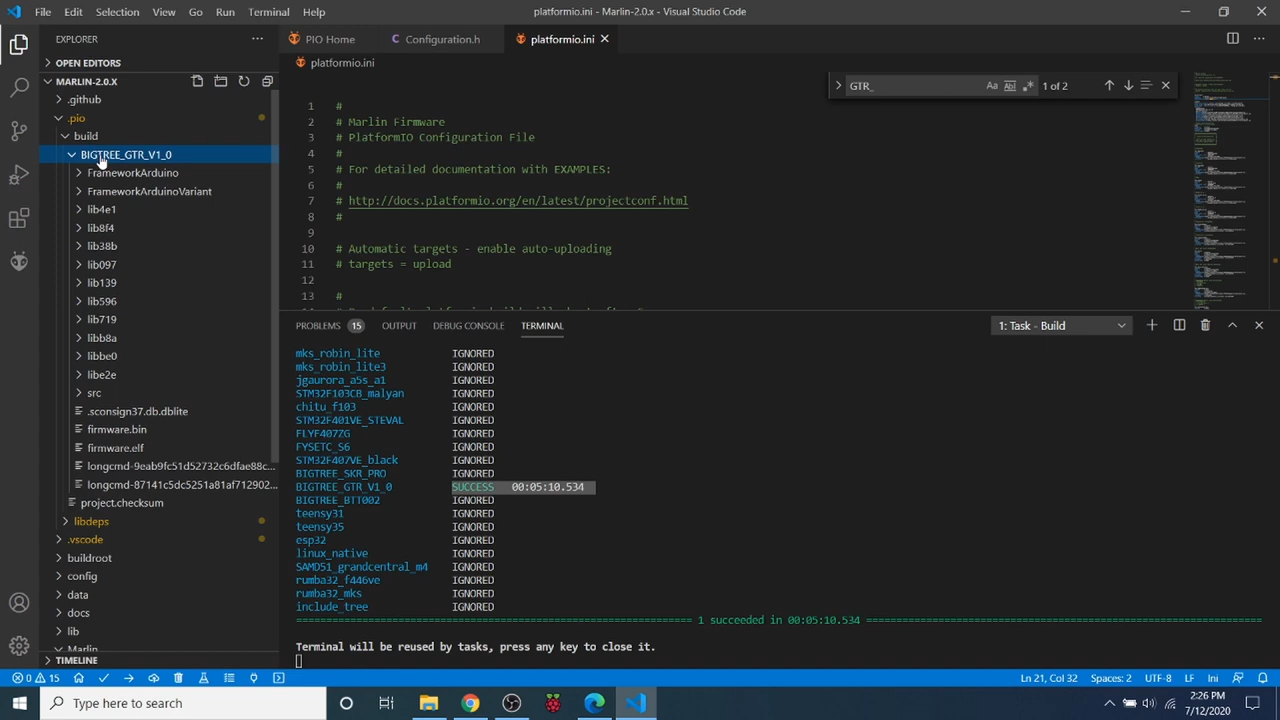 File Edit Selection View Go Run Terminal Help
platformio.ini - Marlin-2.0.x - Visual Studio Code
EXPLORER
OPEN EDITORS
MARLIN-2.0.X
.github
.pio
build
BIGTREE_GTR_V1_0
FrameworkArduino
FrameworkArduinoVariant
lib4e1
lib8f4
lib38b
lib097
lib139
lib596
lib719
libb8a
libbe0
libe2e
src
.sconsign37.db.dblite
firmware.bin
firmware.elf
longcmd-9eab9fc51d52732c6dfae88c...
longcmd-87141c5dc5251a81af712902...
project.checksum
libdeps
.vscode
buildroot
config
data
docs
lib
Marlin
TIMELINE
PIO Home
Configuration.h
platformio.ini
platformio.ini
GTR_
Aa Abl
1 of 2
1 #
2 # Marlin Firmware
3 # PlatformIO Configuration File
4 #
5 # For detailed documentation with EXAMPLES:
6 #
7 # http://docs.platformio.org/en/latest/projectconf.html
8 #
9
10 # Automatic targets - enable auto-uploading
11 # targets = upload
12
13 #
PROBLEMS 15 OUTPUT DEBUG CONSOLE TERMINAL
1: Task - Build
mks_robin_lite IGNORED
mks_robin_lite3 IGNORED
jgaurora_a5s_a1 IGNORED
STM32F103CB_malyan IGNORED
chitu_f103 IGNORED
STM32F401VE_STEVAL IGNORED
FLYF407ZG IGNORED
FYSETC_S6 IGNORED
STM32F407VE_black IGNORED
BIGTREE_SKR_PRO IGNORED
BIGTREE_GTR_V1_0 SUCCESS 00:05:10.534
BIGTREE_BTT002 IGNORED
teensy31 IGNORED
teensy35 IGNORED
esp32 IGNORED
linux_native IGNORED
SAMD51_grandcentral_m4 IGNORED
rumba32_f446ve IGNORED
rumba32_mks IGNORED
include_tree IGNORED
1 succeeded in 00:05:10.534
Terminal will be reused by tasks, press any key to close it.
0 15
Ln 21, Col 32 Spaces: 2 UTF-8 LF Ini
Type here to search
2:26 PM
7/12/2020